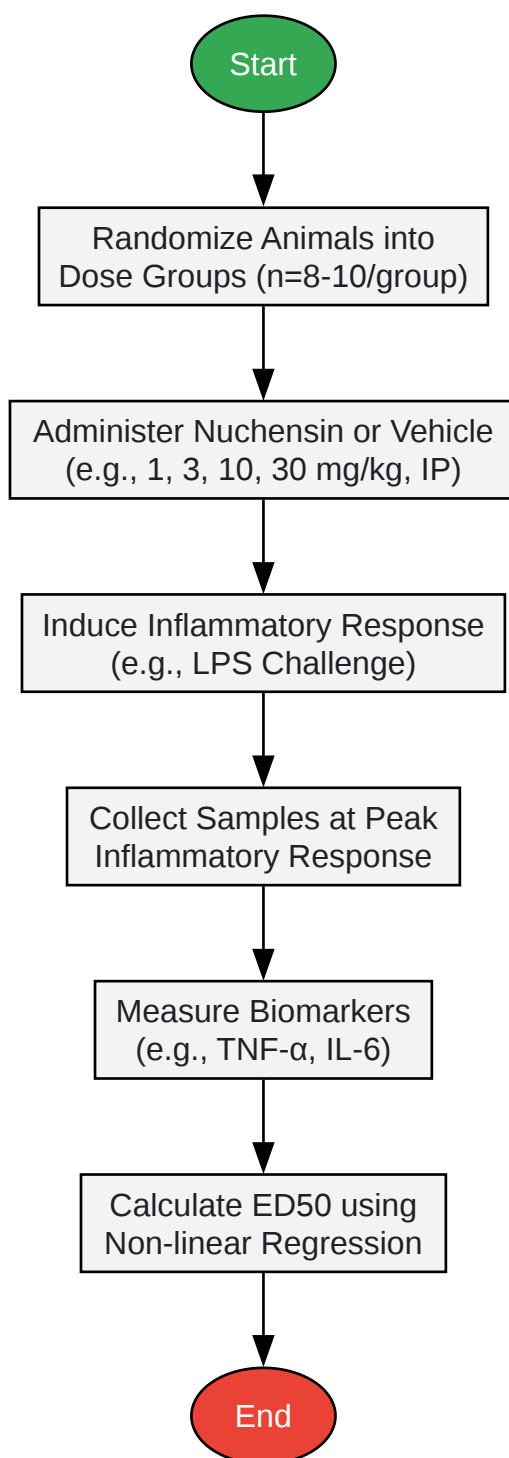 Start
Randomize Animals into
Dose Groups (n=8-10/group)
Administer Nuchensin or Vehicle
(e.g., 1, 3, 10, 30 mg/kg, IP)
Induce Inflammatory Response
(e.g., LPS Challenge)
Collect Samples at Peak
Inflammatory Response
Measure Biomarkers
(e.g., TNF-α, IL-6)
Calculate ED50 using
Non-linear Regression
End